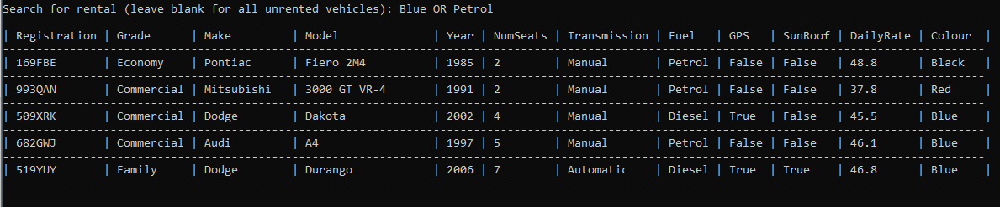 Search for rental (leave blank for all unrented vehicles): Blue OR Petrol
| Registration | Grade | Make | Model | Year | NumSeats | Transmission | Fuel | GPS | SunRoof | DailyRate | Colour |
| 169FBE | Economy | Pontiac | Fiero 2M4 | 1985 | 2 | Manual | Petrol | False | False | 48.8 | Black |
| 993QAN | Commercial | Mitsubishi | 3000 GT VR-4 | 1991 | 2 | Manual | Petrol | False | False | 37.8 | Red |
| 509XRK | Commercial | Dodge | Dakota | 2002 | 4 | Manual | Diesel | True | False | 45.5 | Blue |
| 682GWJ | Commercial | Audi | A4 | 1997 | 5 | Manual | Petrol | False | False | 46.1 | Blue |
| 519YUY | Family | Dodge | Durango | 2006 | 7 | Automatic | Diesel | True | True | 46.8 | Blue |